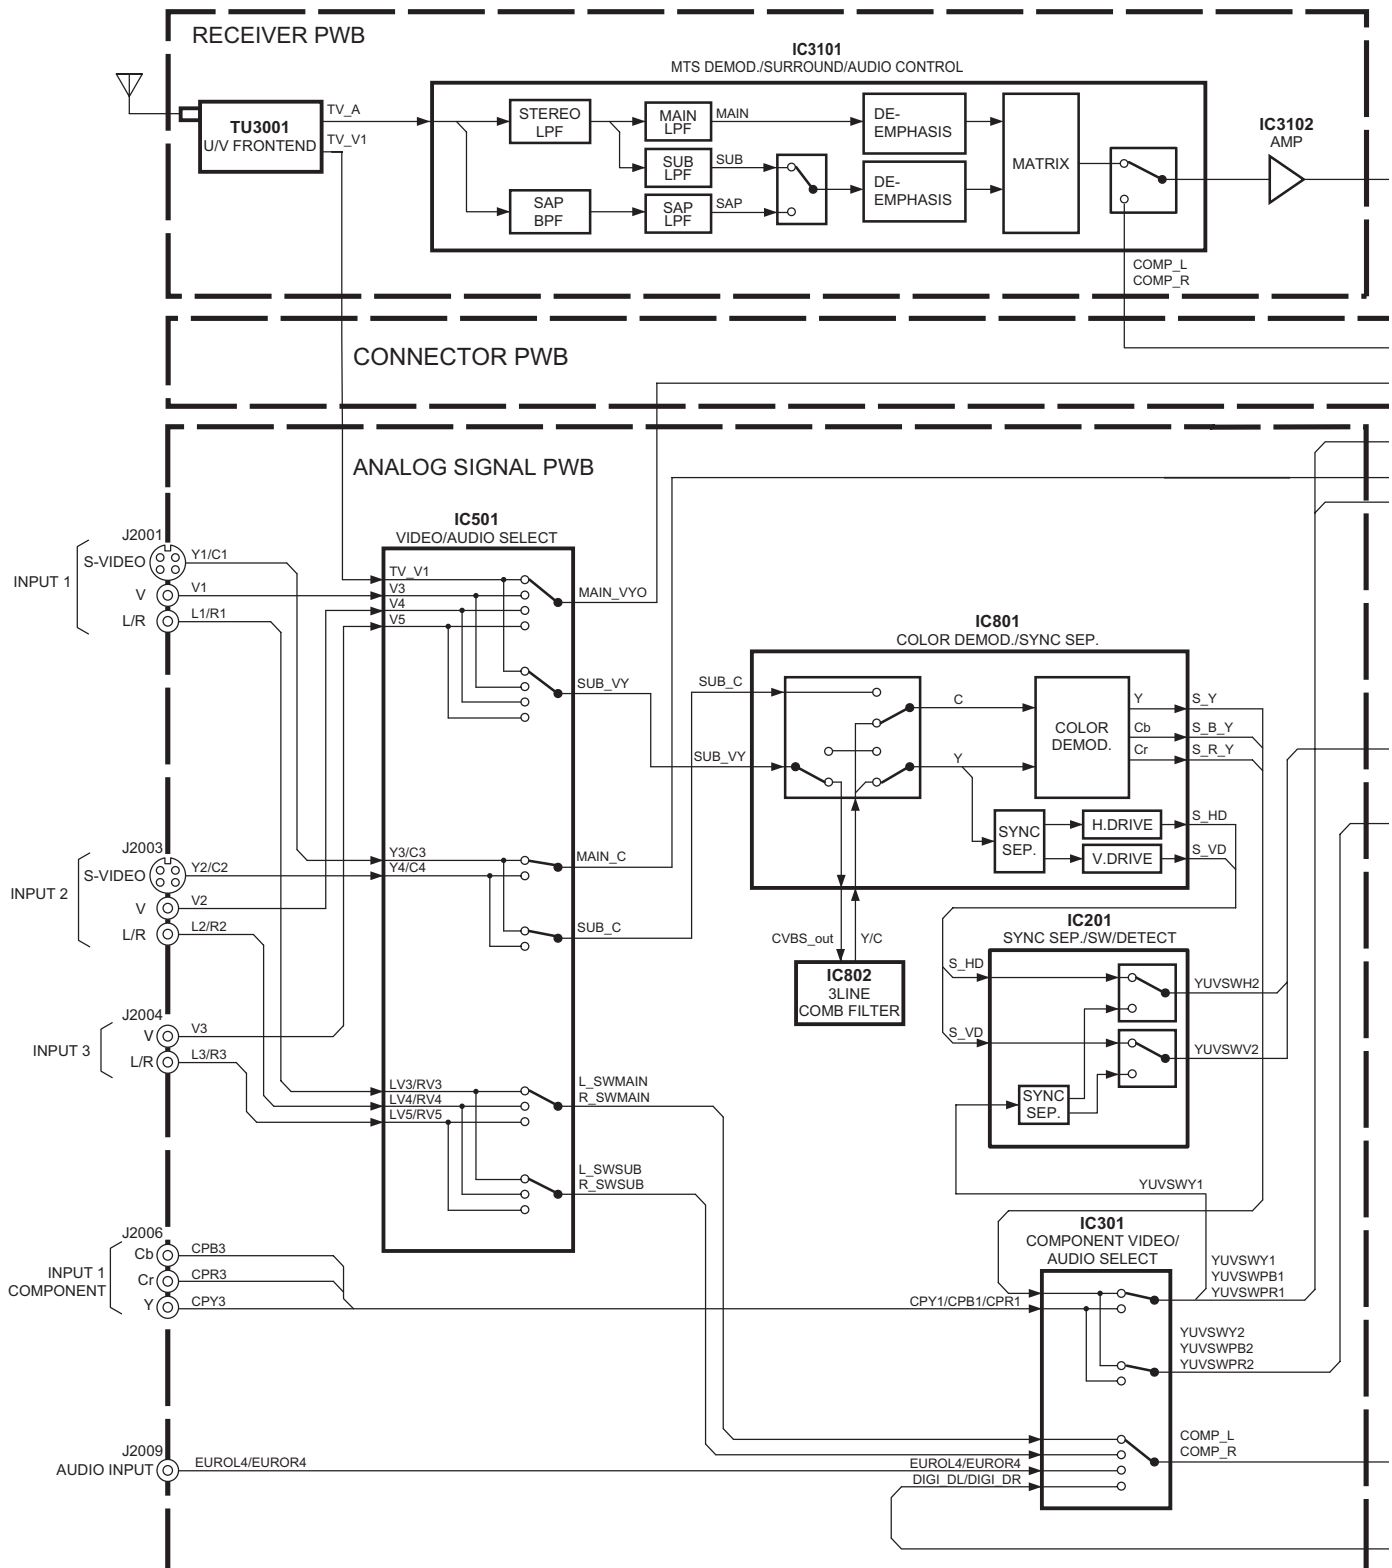 RECEIVER PWB
IC3101
MTS DEMOD./SURROUND/AUDIO CONTROL
TU3001
U/V FRONTEND
TV_A
TV_V1
STEREO
LPF
MAIN
LPF
MAIN
SUB
LPF
SUB
SAP
BPF
SAP
LPF
SAP
DE-
EMPHASIS
DE-
EMPHASIS
MATRIX
IC3102
AMP
COMP_L
COMP_R
CONNECTOR PWB
ANALOG SIGNAL PWB
IC501
VIDEO/AUDIO SELECT
J2001
INPUT 1
S-VIDEO
Y1/C1
V
V1
L/R
L1/R1
TV_V1
V3
V4
V5
MAIN_VYO
SUB_VY
IC801
COLOR DEMOD./SYNC SEP.
SUB_C
SUB_VY
C
Y
COLOR
DEMOD.
Y
Cb
Cr
S_Y
S_B_Y
S_R_Y
SYNC
SEP.
H.DRIVE
V.DRIVE
S_HD
S_VD
J2003
INPUT 2
S-VIDEO
Y2/C2
V
V2
L/R
L2/R2
Y3/C3
Y4/C4
MAIN_C
SUB_C
CVBS_out
Y/C
IC802
3LINE
COMB FILTER
IC201
SYNC SEP./SW/DETECT
S_HD
S_VD
YUVSWH2
YUVSWV2
SYNC
SEP.
YUVSWY1
J2004
INPUT 3
V
V3
L/R
L3/R3
LV3/RV3
LV4/RV4
LV5/RV5
L_SWMAIN
R_SWMAIN
L_SWSUB
R_SWSUB
J2006
INPUT 1
COMPONENT
Cb
CPB3
Cr
CPR3
Y
CPY3
IC301
COMPONENT VIDEO/
AUDIO SELECT
CPY1/CPB1/CPR1
YUVSWY1
YUVSWPB1
YUVSWPR1
YUVSWY2
YUVSWPB2
YUVSWPR2
COMP_L
COMP_R
J2009
AUDIO INPUT
EUROL4/EUROR4
EUROL4/EUROR4
DIGI_DL/DIGI_DR